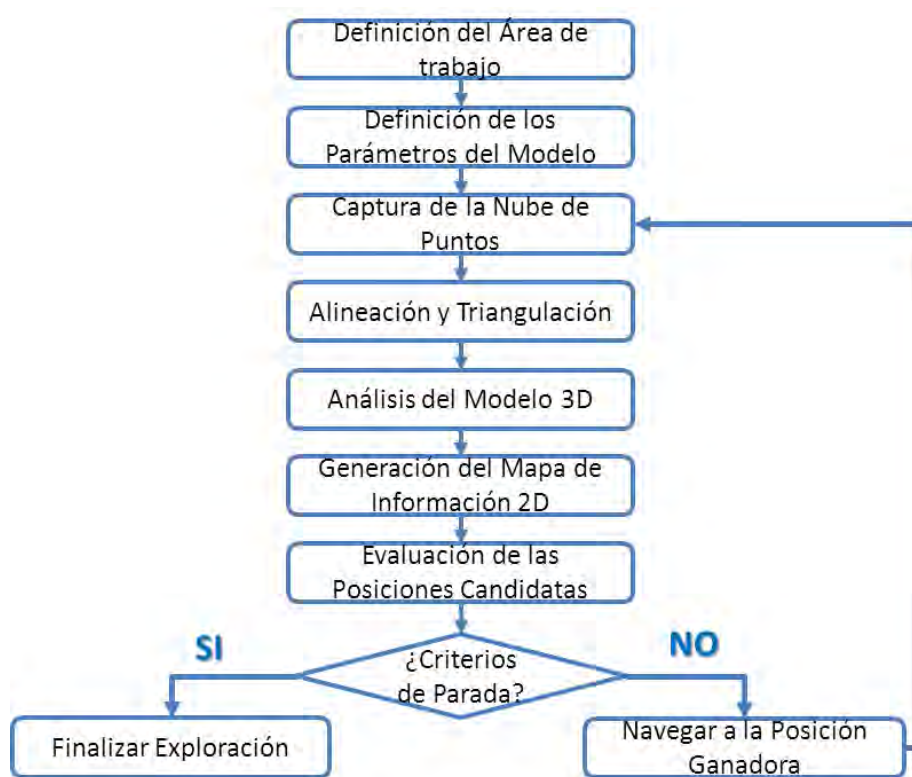 Definición del Área de
trabajo
Definición de los
Parámetros del Modelo
Captura de la Nube de
Puntos
Alineación y Triangulación
Análisis del Modelo 3D
Generación del Mapa de
Información 2D
Evaluación de las
Posiciones Candidatas
SI
¿Criterios
de Parada?
NO
Finalizar Exploración
Navegar a la Posición
Ganadora